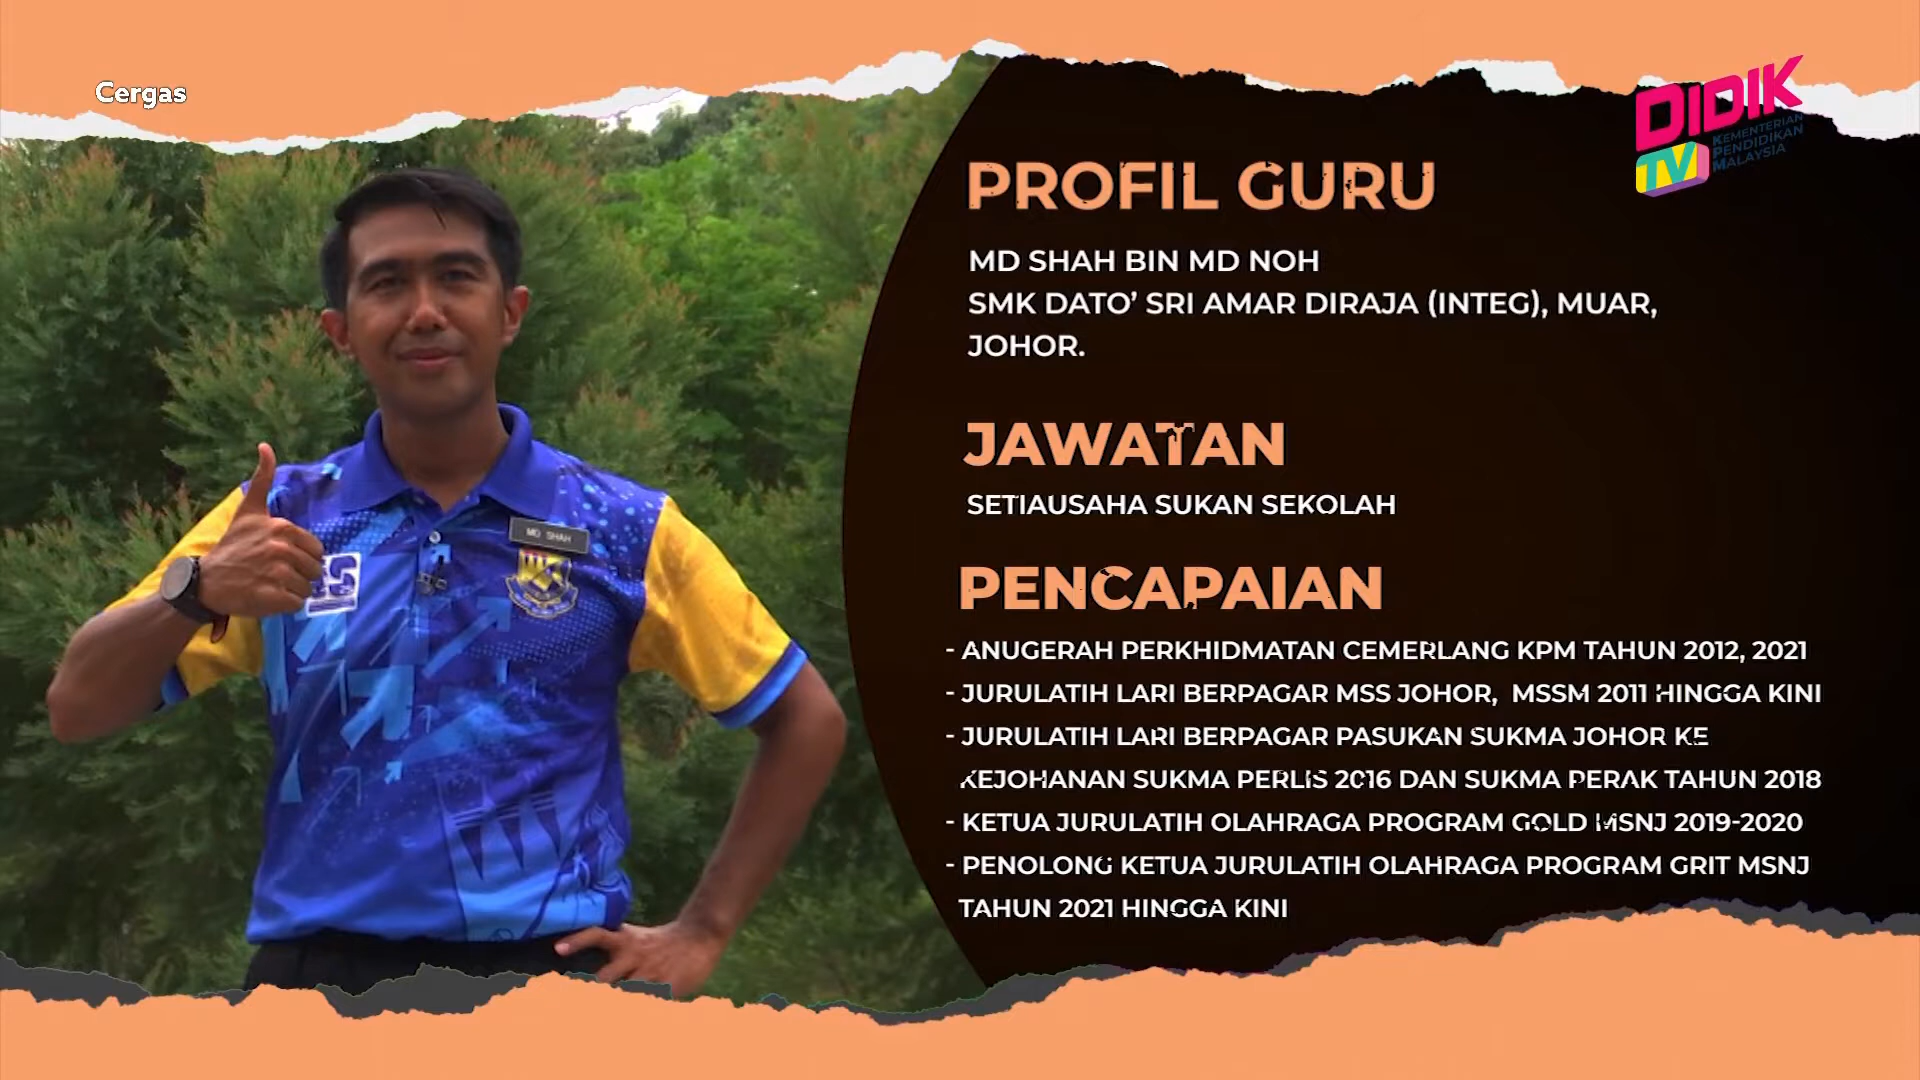 Cergas
DIDIK
TV
KEMENTERIAN
PENDIDIKAN
MALAYSIA
PROFIL GURU
MD SHAH BIN MD NOH
SMK DATO’ SRI AMAR DIRAJA (INTEG), MUAR,
JOHOR.
JAWATAN
SETIAUSAHA SUKAN SEKOLAH
PENCAPAIAN
- ANUGERAH PERKHIDMATAN CEMERLANG KPM TAHUN 2012, 2021
- JURULATIH LARI BERPAGAR MSS JOHOR, MSSM 2011 HINGGA KINI
- JURULATIH LARI BERPAGAR PASUKAN SUKMA JOHOR KE
KEJOHANAN SUKMA PERLIS 2016 DAN SUKMA PERAK TAHUN 2018
- KETUA JURULATIH OLAHRAGA PROGRAM GOLD MSNJ 2019-2020
- PENOLONG KETUA JURULATIH OLAHRAGA PROGRAM GRIT MSNJ
TAHUN 2021 HINGGA KINI
MD SHAH